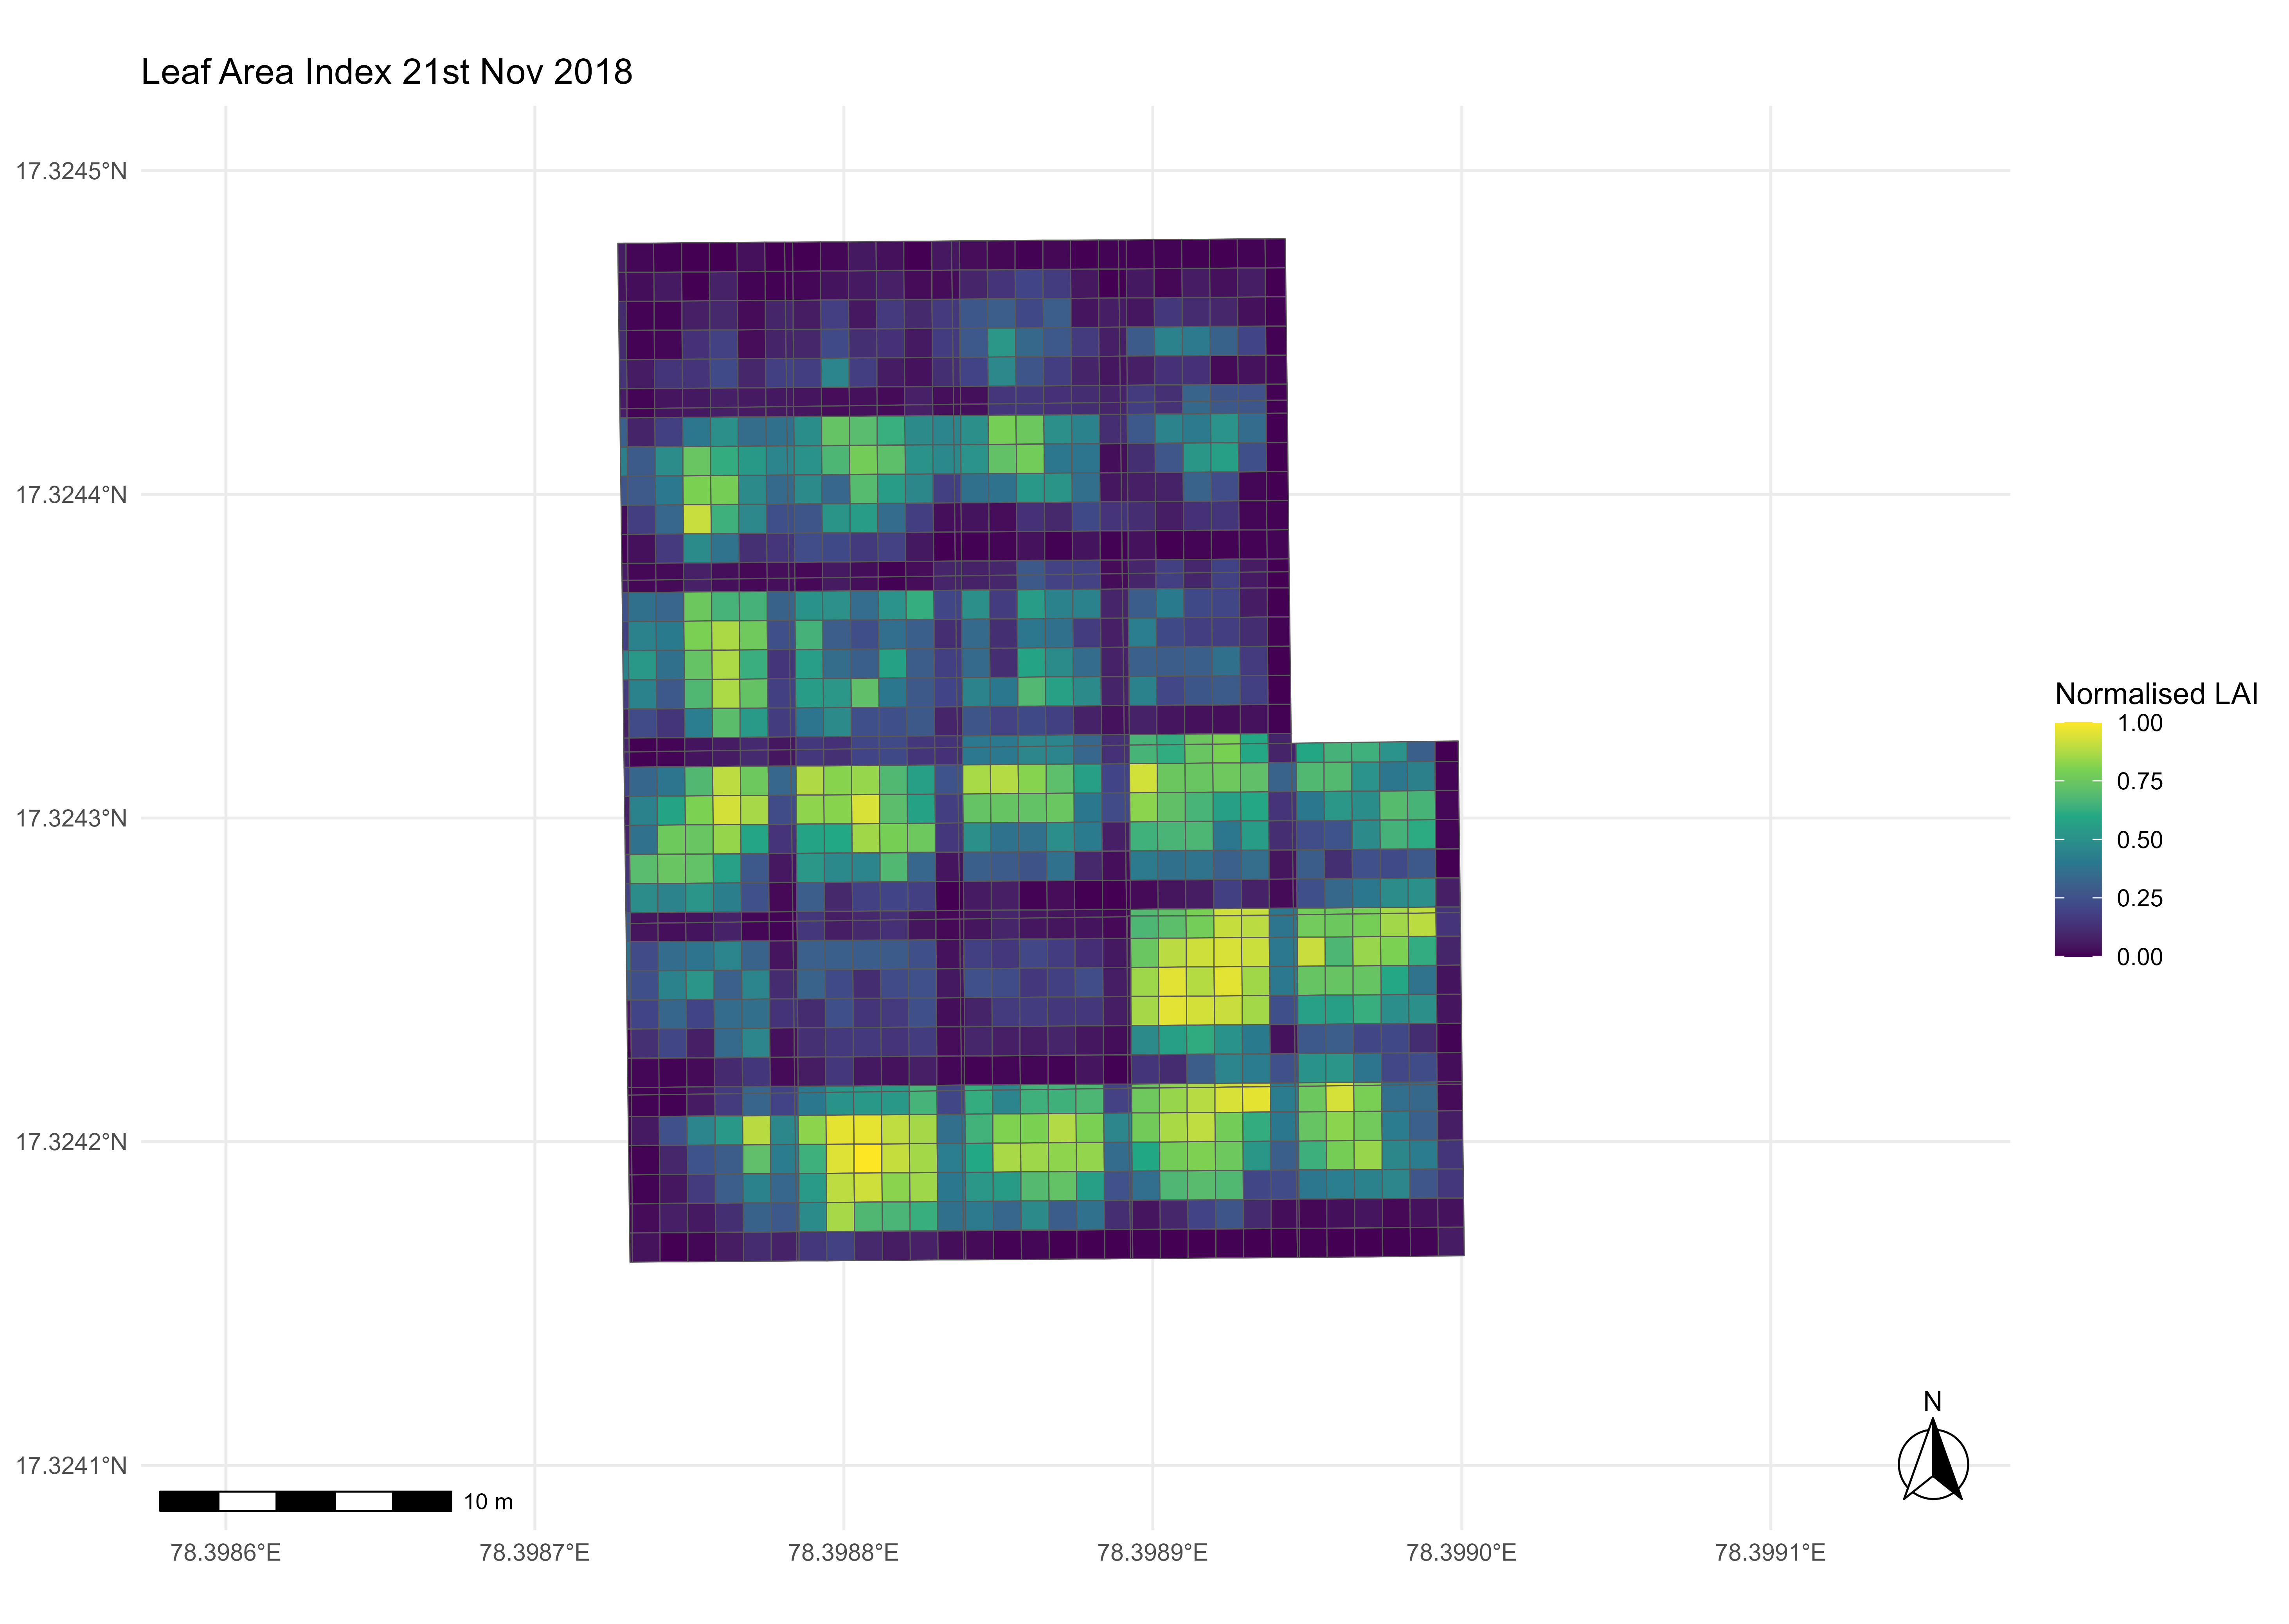 Leaf Area Index 21st Nov 2018
17.3245°N
17.3244°N
17.3243°N
17.3242°N
17.3241°N
78.3986°E
78.3987°E
78.3988°E
78.3989°E
78.3990°E
78.3991°E
10 m
N
Normalised LAI
1.00
0.75
0.50
0.25
0.00